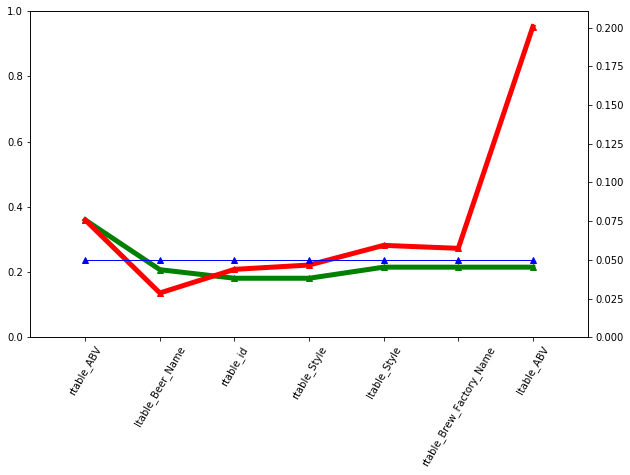 1.0
0.8
0.6
0.4
0.2
0.0
0.200
0.175
0.150
0.125
0.100
0.075
0.050
0.025
0.000
rtable_ABV
ltable_Beer_Name
rtable_id
rtable_Style
ltable_Style
rtable_Brew_Factory_Name
ltable_ABV